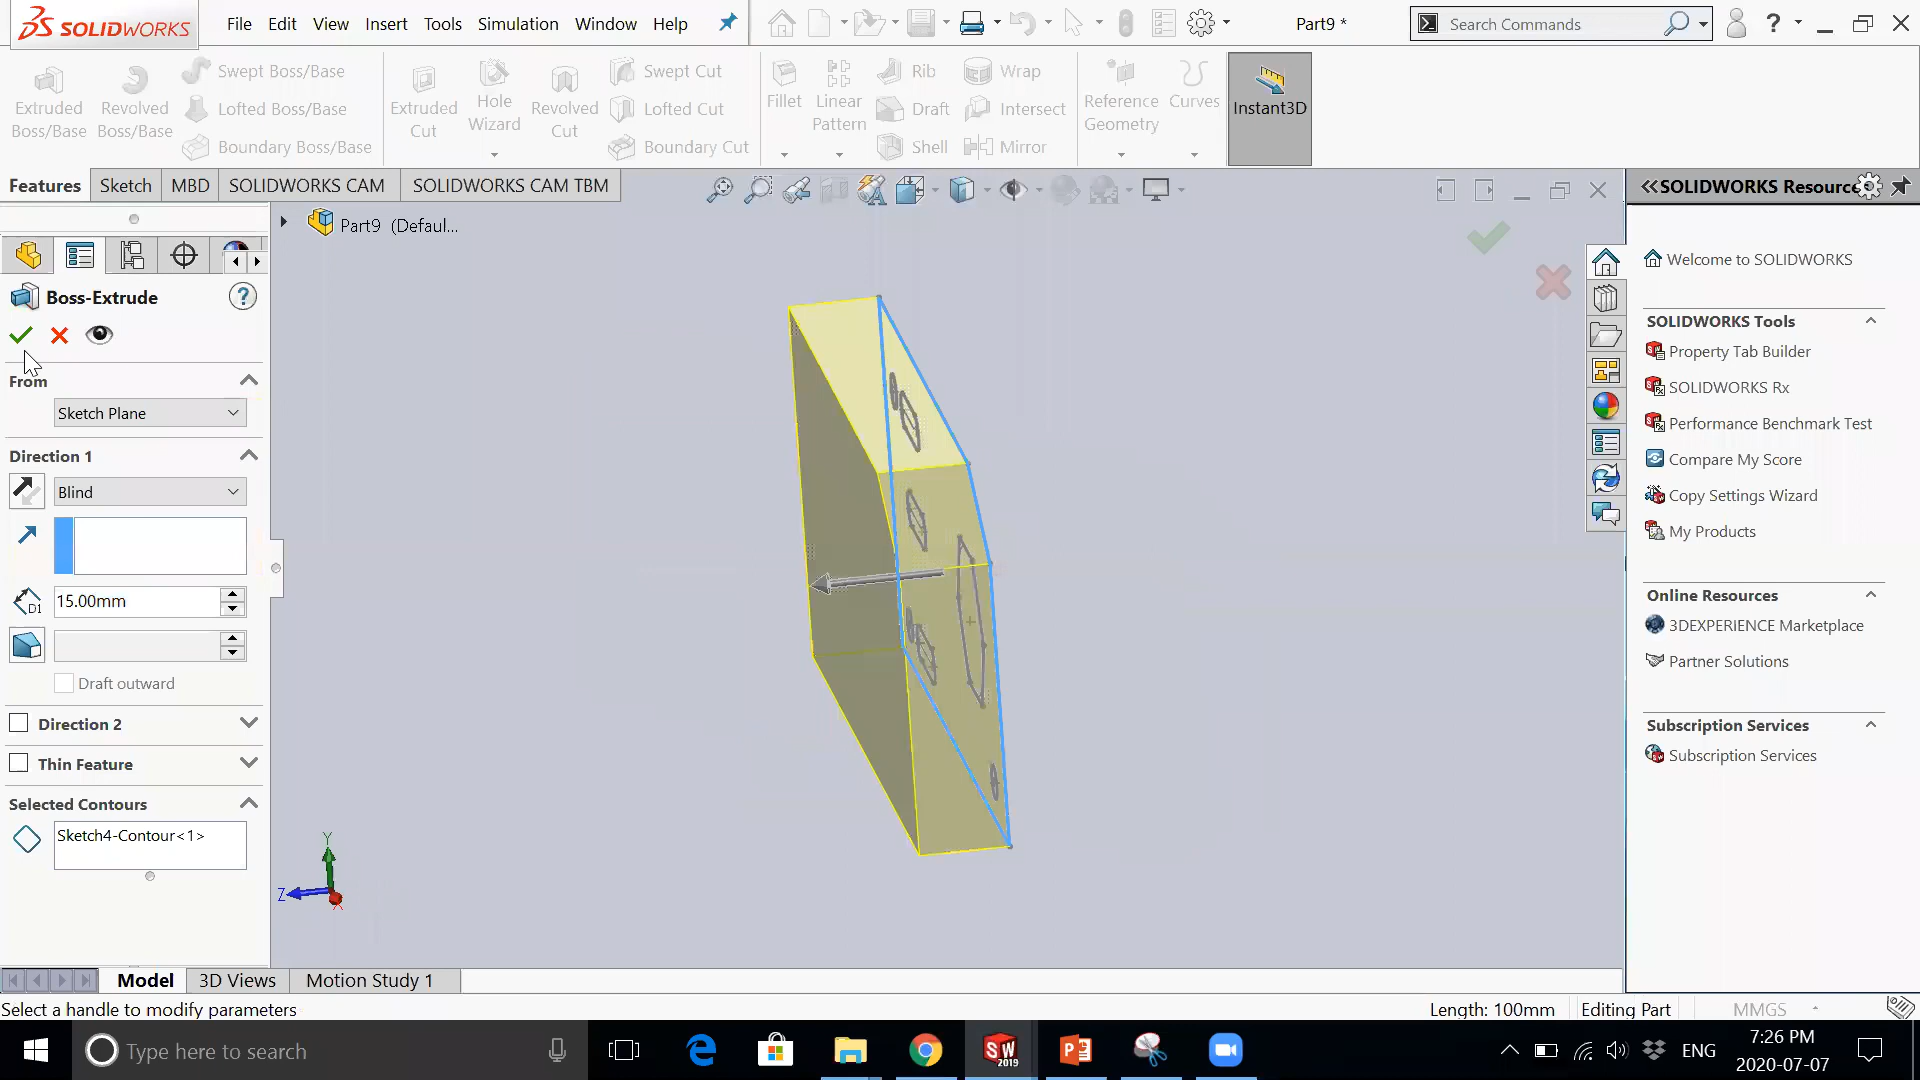 SOLIDWORKS
File Edit View Insert Tools Simulation Window Help
Part9 *
Search Commands
?
Extruded Boss/Base
Revolved Boss/Base
Swept Boss/Base
Lofted Boss/Base
Boundary Boss/Base
Extruded Cut
Hole Wizard
Revolved Cut
Swept Cut
Lofted Cut
Boundary Cut
Fillet
Linear Pattern
Rib
Draft
Shell
Wrap
Intersect
Mirror
Reference Geometry
Curves
Instant3D
Features Sketch MBD SOLIDWORKS CAM SOLIDWORKS CAM TBM
Part9 (Defaul...
Boss-Extrude
?
From
Sketch Plane
Direction 1
Blind
D1
15.00mm
Draft outward
Direction 2
Thin Feature
Selected Contours
Sketch4-Contour<1>
Y
Z
X
SOLIDWORKS Resource
Welcome to SOLIDWORKS
SOLIDWORKS Tools
Property Tab Builder
SOLIDWORKS Rx
Performance Benchmark Test
Compare My Score
Copy Settings Wizard
My Products
Online Resources
3DEXPERIENCE Marketplace
Partner Solutions
Subscription Services
Subscription Services
Model 3D Views Motion Study 1
Select a handle to modify parameters
Length: 100mm Editing Part MMGS
Type here to search
SW 2019
ENG
7:26 PM
2020-07-07